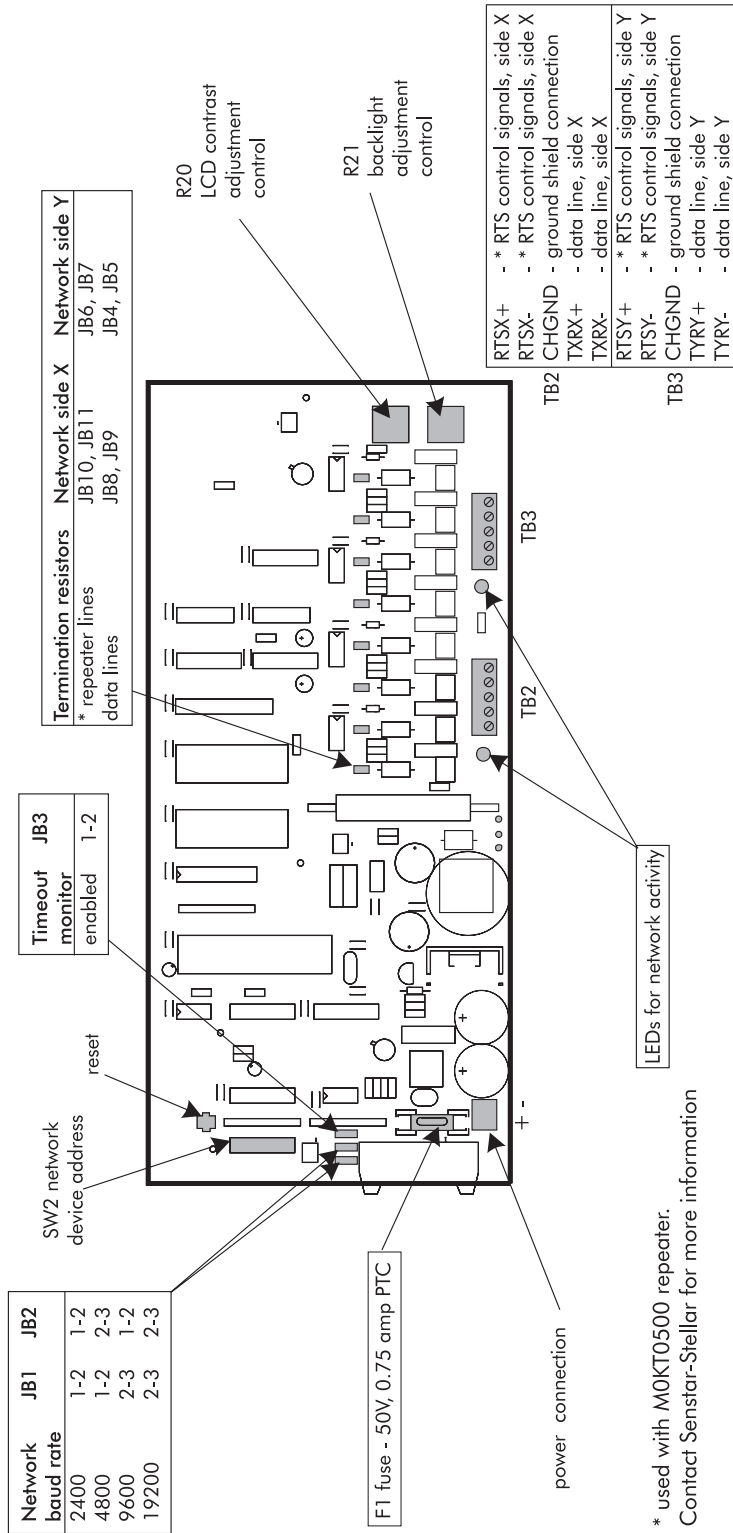 Network JB1 JB2
baud rate
2400 1-2 1-2
4800 1-2 2-3
9600 2-3 1-2
19200 2-3 2-3
SW2 network
device address
reset
Timeout JB3
monitor
enabled 1-2
Termination resistors Network side X Network side Y
* repeater lines JB10, JB11 JB6, JB7
data lines JB8, JB9 JB4, JB5
R20
LCD contrast
adjustment
control
R21
backlight
adjustment
control
F1 fuse - 50V, 0.75 amp PTC
power connection
+ -
+
+
TB2
TB3
LEDs for network activity
TB2
RTSX+ - * RTS control signals, side X
RTSX- - * RTS control signals, side X
CHGND - ground shield connection
TXRX+ - data line, side X
TXRX- - data line, side X
TB3
RTSY+ - * RTS control signals, side Y
RTSY- - * RTS control signals, side Y
CHGND - ground shield connection
TYRY+ - data line, side Y
TYRY- - data line, side Y
* used with M0KT0500 repeater.
Contact Senstar-Stellar for more information